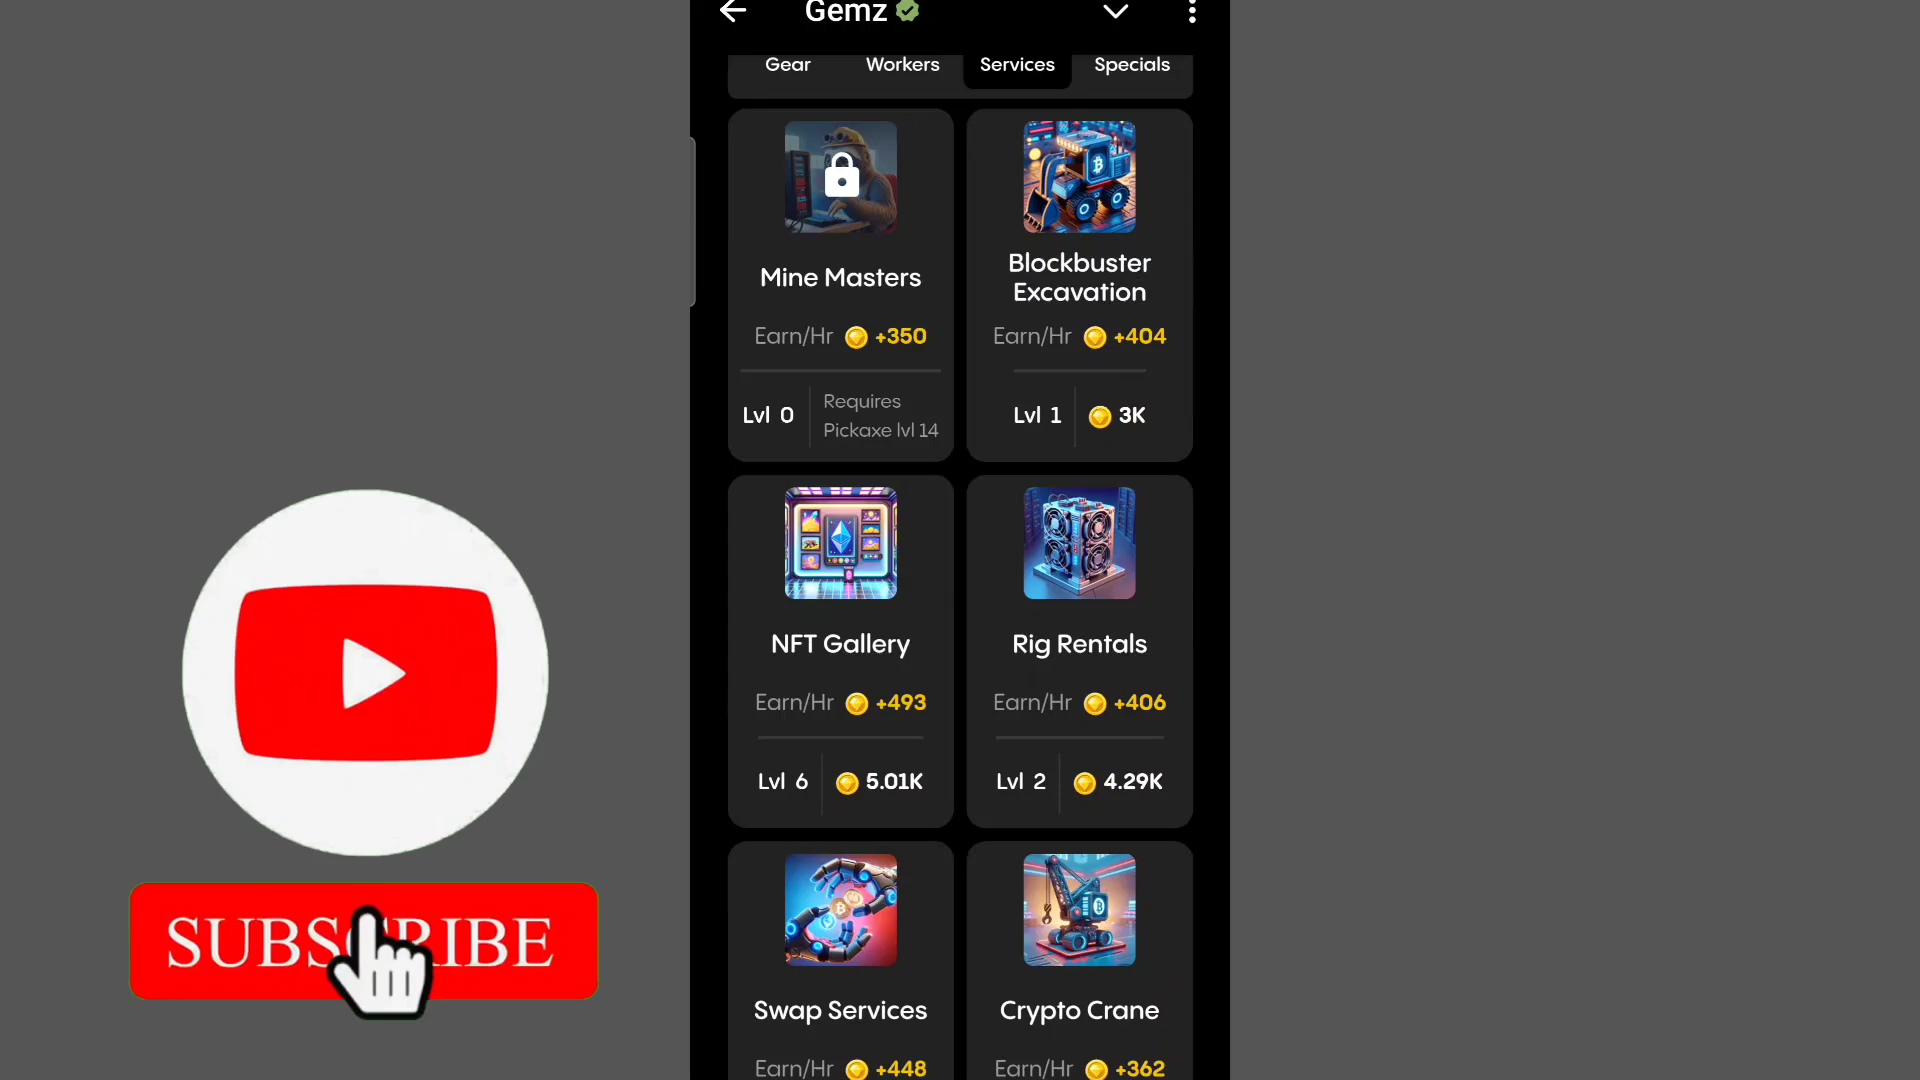 Gemz
Gear Workers Services Specials
Mine Masters
Earn/Hr +350
Lvl 0
Requires
Pickaxe lvl 14
Blockbuster
Excavation
Earn/Hr +404
Lvl 1 3K
NFT Gallery
Earn/Hr +493
Lvl 6 5.01K
Rig Rentals
Earn/Hr +406
Lvl 2 4.29K
Swap Services
Earn/Hr +448
Crypto Crane
Earn/Hr +362
SUBSCRIBE